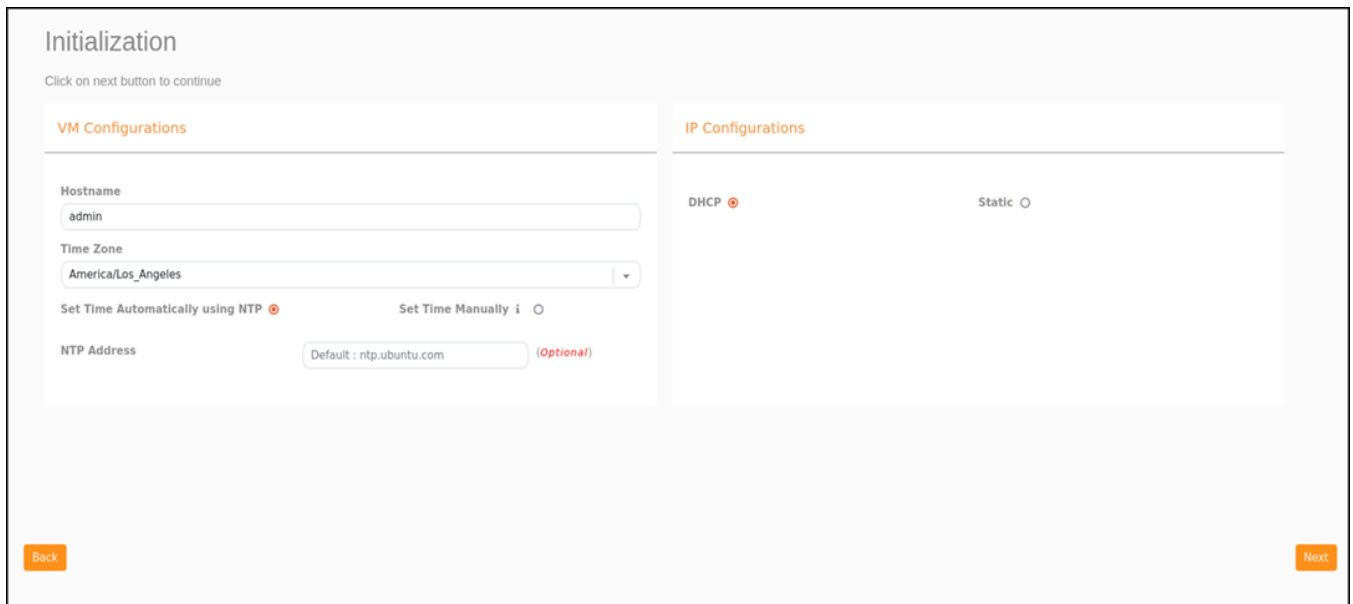 Initialization
Click on next button to continue
VM Configurations
Hostname
admin
Time Zone
America/Los_Angeles
Set Time Automatically using NTP
Set Time Manually i
NTP Address
Default : ntp.ubuntu.com
(Optional)
IP Configurations
DHCP
Static
Back
Next